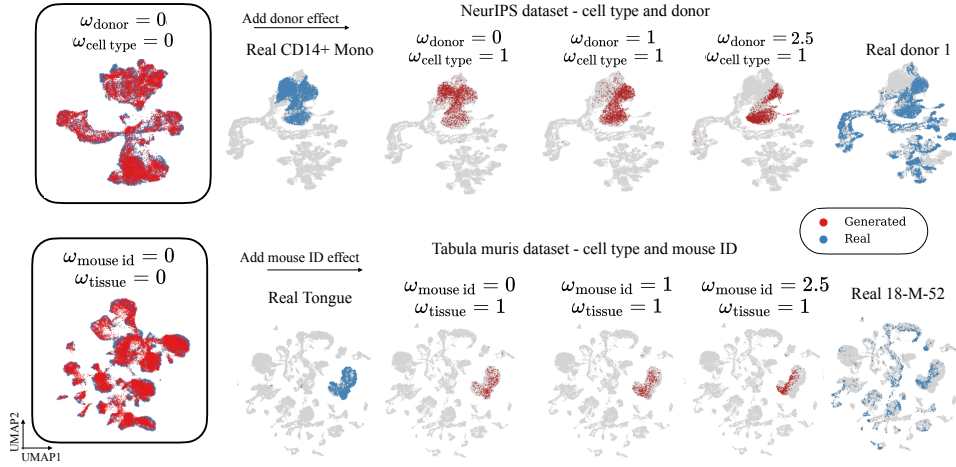 ω_donor = 0
ω_cell type = 0
Add donor effect
NeurIPS dataset - cell type and donor
Real CD14+ Mono
ω_donor = 0
ω_cell type = 1
ω_donor = 1
ω_cell type = 1
ω_donor = 2.5
ω_cell type = 1
Real donor 1
Generated
Real
ω_mouse id = 0
ω_tissue = 0
Add mouse ID effect
Tabula muris dataset - cell type and mouse ID
Real Tongue
ω_mouse id = 0
ω_tissue = 1
ω_mouse id = 1
ω_tissue = 1
ω_mouse id = 2.5
ω_tissue = 1
Real 18-M-52
UMAP2
UMAP1